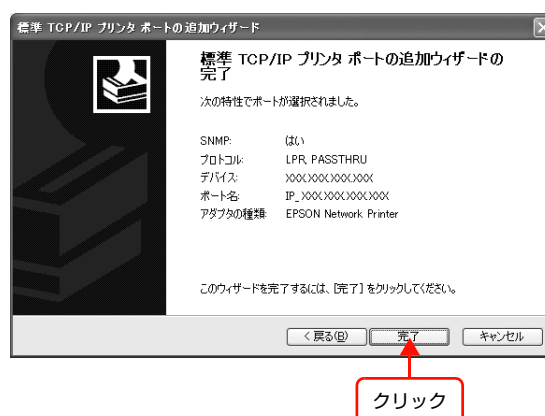 標準 TCP/IP プリンタ ポートの追加ウィザード
標準 TCP/IP プリンタ ポートの追加ウィザードの
完了
次の特性でポートが選択されました。
SNMP: はい
プロトコル: LPR, PASSTHRU
デバイス: XXX.XXX.XXX.XXX
ポート名: IP_XXX.XXX.XXX.XXX
アダプタの種類: EPSON Network Printer
このウィザードを完了するには、[完了] をクリックしてください。
< 戻る(B) 完了 キャンセル
クリック